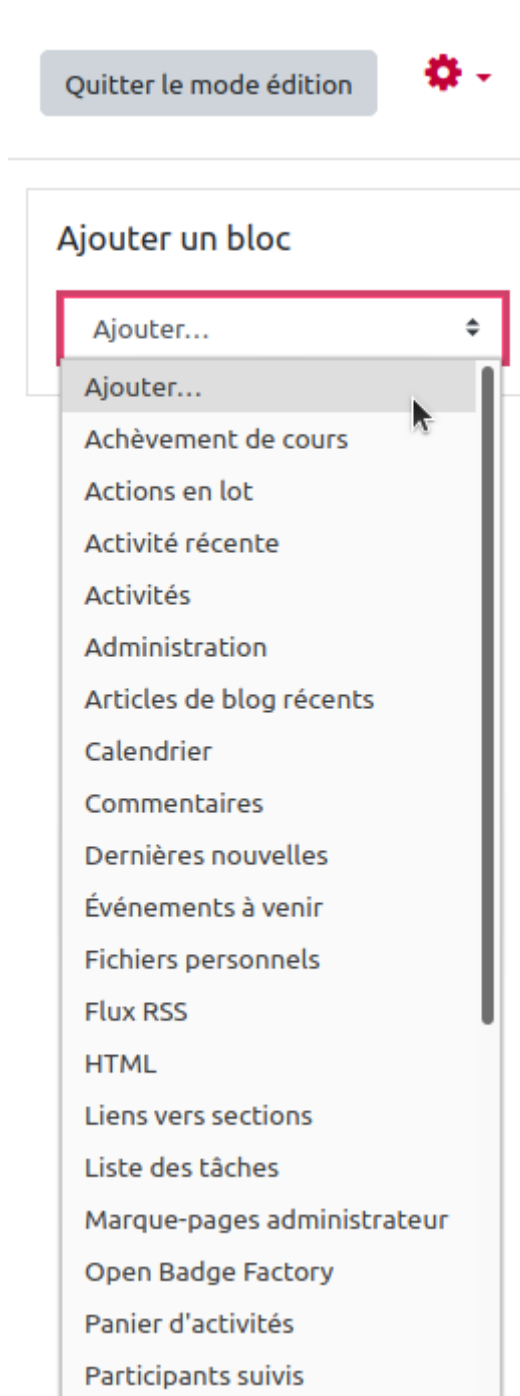 Quitter le mode édition
Ajouter un bloc
Ajouter...
Ajouter...
Achèvement de cours
Actions en lot
Activité récente
Activités
Administration
Articles de blog récents
Calendrier
Commentaires
Dernières nouvelles
Événements à venir
Fichiers personnels
Flux RSS
HTML
Liens vers sections
Liste des tâches
Marque-pages administrateur
Open Badge Factory
Panier d'activités
Participants suivis